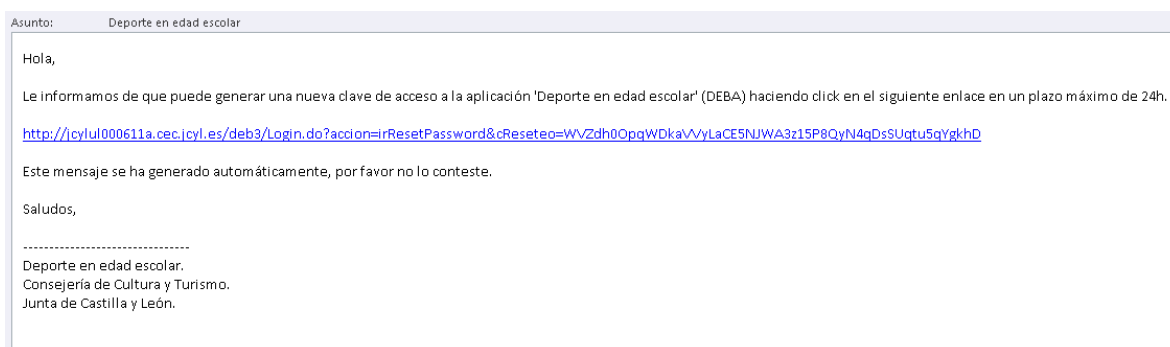 Asunto: Deporte en edad escolar
Hola,
Le informamos de que puede generar una nueva clave de acceso a la aplicación 'Deporte en edad escolar' (DEBA) haciendo click en el siguiente enlace en un plazo máximo de 24h.
http://jcylul000611a.cec.jcyl.es/deb3/Login.do?accion=irResetPassword&cReseteo=WVZdh0OpqWDkaVVyLaCE5NJWA3z15P8QyN4qDsSUqtu5qYgkhD
Este mensaje se ha generado automáticamente, por favor no lo conteste.
Saludos,
--------------------------------
Deporte en edad escolar.
Consejería de Cultura y Turismo.
Junta de Castilla y León.